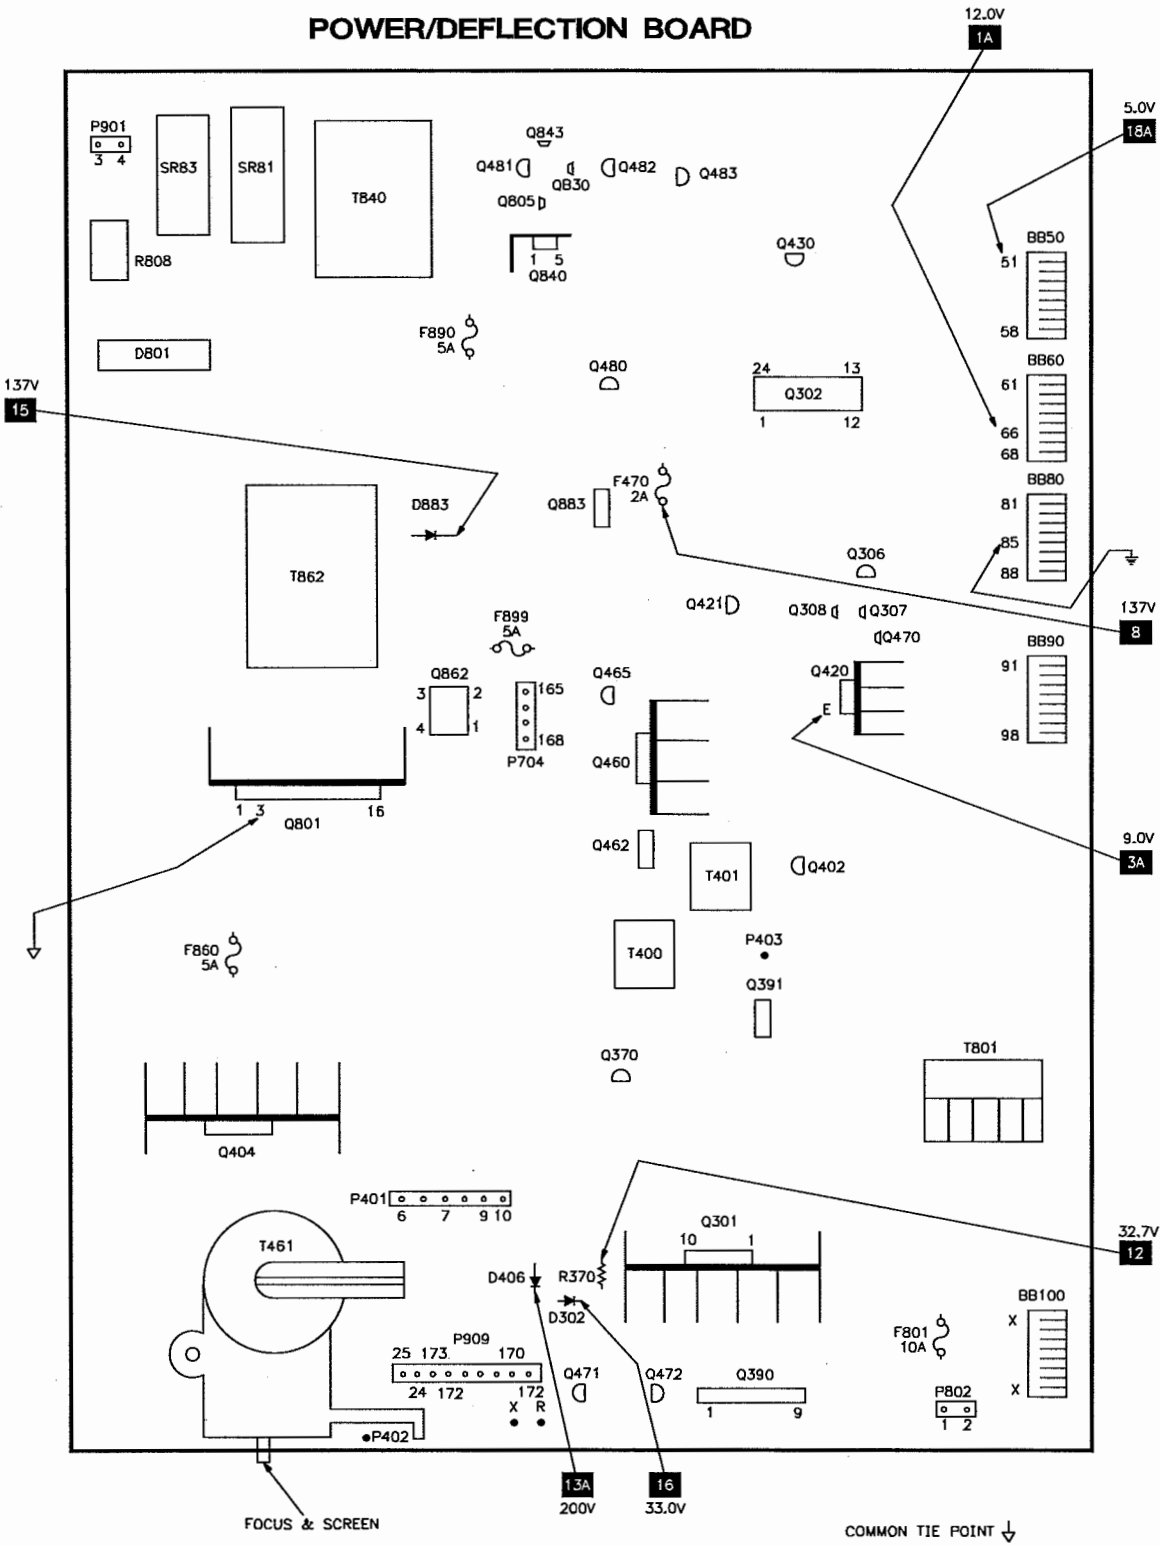 POWER/DEFLECTION BOARD
12.0V
1A
5.0V
18A
P901
3 4
SR83
SR81
T840
Q843
Q481
QB30
Q482
Q483
Q805
R808
1 5
Q840
Q430
BB50
51
58
F890
5A
D801
137V
15
Q480
24 13
Q302
1 12
BB60
61
66
68
D883
Q883
F470
2A
BB80
81
85
88
T862
Q306
Q421
Q308
Q307
Q470
137V
8
F899
5A
Q862
3 2
4 1
165
168
P704
Q465
Q420
E
BB90
91
98
Q460
1 3 16
Q801
Q462
T401
Q402
9.0V
3A
F860
5A
T400
P403
Q391
Q370
T801
Q404
P401
6 7 9 10
Q301
10 1
32.7V
12
T461
D406
R370
D302
BB100
X
X
F801
10A
P909
25 173. 170
24 172 172
X R
Q471
Q472
Q390
1 9
P802
1 2
P402
13A
200V
16
33.0V
FOCUS & SCREEN
COMMON TIE POINT